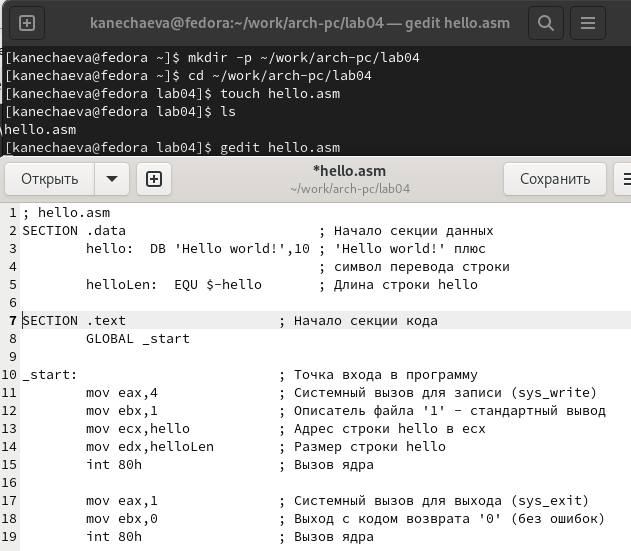 kanechaeva@fedora:~/work/arch-pc/lab04 — gedit hello.asm
[kanechaeva@fedora ~]$ mkdir -p ~/work/arch-pc/lab04
[kanechaeva@fedora ~]$ cd ~/work/arch-pc/lab04
[kanechaeva@fedora lab04]$ touch hello.asm
[kanechaeva@fedora lab04]$ ls
hello.asm
[kanechaeva@fedora lab04]$ gedit hello.asm
Открыть *hello.asm Сохранить
~/work/arch-pc/lab04
1 ; hello.asm
2 SECTION .data ; Начало секции данных
3 hello: DB 'Hello world!',10 ; 'Hello world!' плюс
4 ; символ перевода строки
5 helloLen: EQU $-hello ; Длина строки hello
6
7 SECTION .text ; Начало секции кода
8 GLOBAL _start
9
10 _start: ; Точка входа в программу
11 mov eax,4 ; Системный вызов для записи (sys_write)
12 mov ebx,1 ; Описатель файла '1' - стандартный вывод
13 mov ecx,hello ; Адрес строки hello в ecx
14 mov edx,helloLen ; Размер строки hello
15 int 80h ; Вызов ядра
16
17 mov eax,1 ; Системный вызов для выхода (sys_exit)
18 mov ebx,0 ; Выход с кодом возврата '0' (без ошибок)
19 int 80h ; Вызов ядра